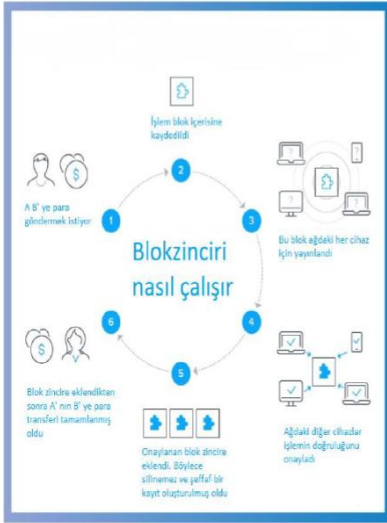 Blokzinciri
nasıl çalışır
1
A B' ye para
göndermek istiyor
$
2
İşlem blok içerisine
kaydedildi
3
Bu blok ağdaki her cihaz
için yayınlandı
?
?
?
?
4
Ağdaki diğer cihazlar
işlemin doğruluğunu
onayladı
5
Onaylanan blok zincire
eklendi. Böylece
silinemez ve şeffaf bir
kayıt oluşturulmuş oldu
6
$
Blok zincire eklendikten
sonra A' nın B' ye para
transferi tamamlanmış
oldu